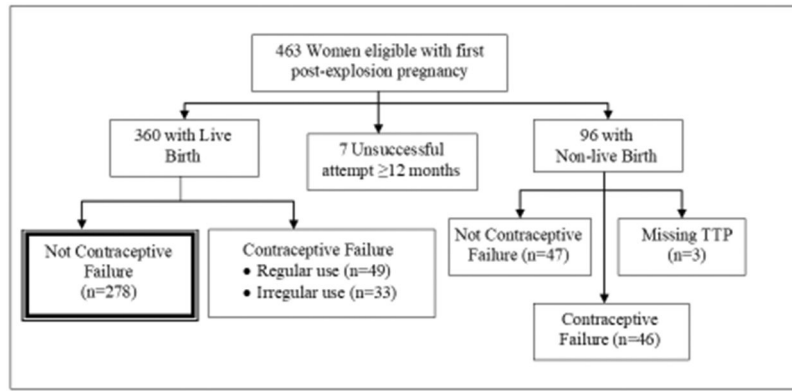 463 Women eligible with first
post-explosion pregnancy
360 with Live
Birth
7 Unsuccessful
attempt ≥12 months
96 with
Non-live Birth
Not Contraceptive
Failure
(n=278)
Contraceptive Failure
• Regular use (n=49)
• Irregular use (n=33)
Not Contraceptive
Failure (n=47)
Missing TTP
(n=3)
Contraceptive
Failure (n=46)